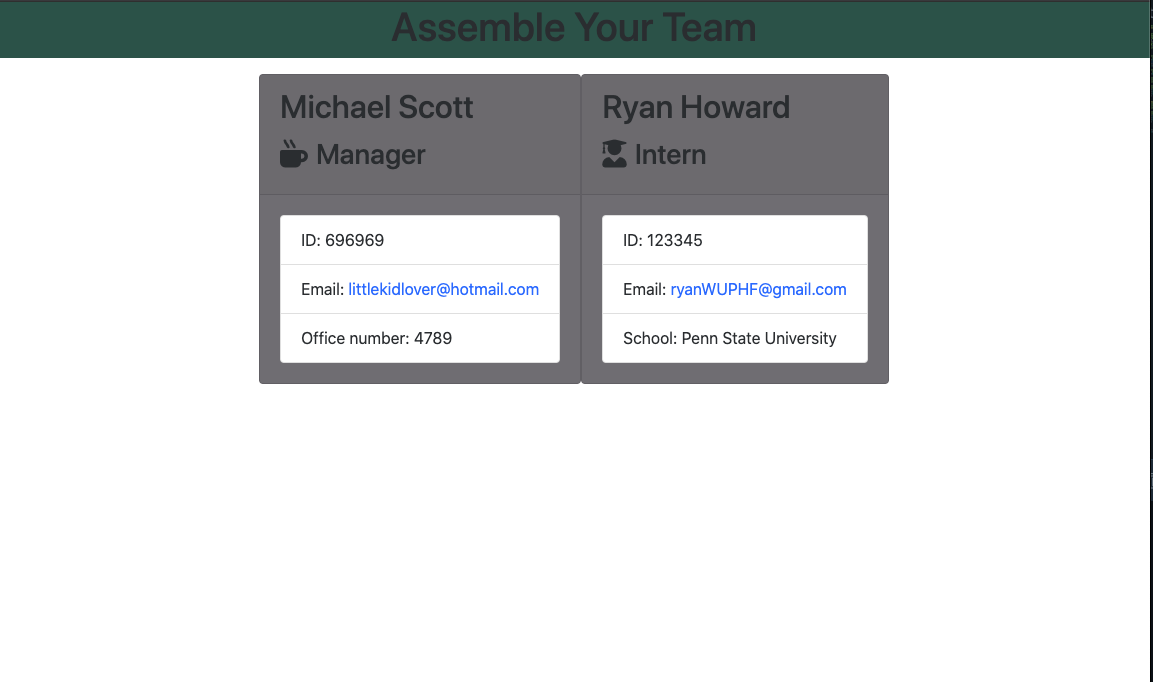 Assemble Your Team
Michael Scott
Manager
ID: 696969
Email: littlekidlover@hotmail.com
Office number: 4789
Ryan Howard
Intern
ID: 123345
Email: ryanWUPHF@gmail.com
School: Penn State University